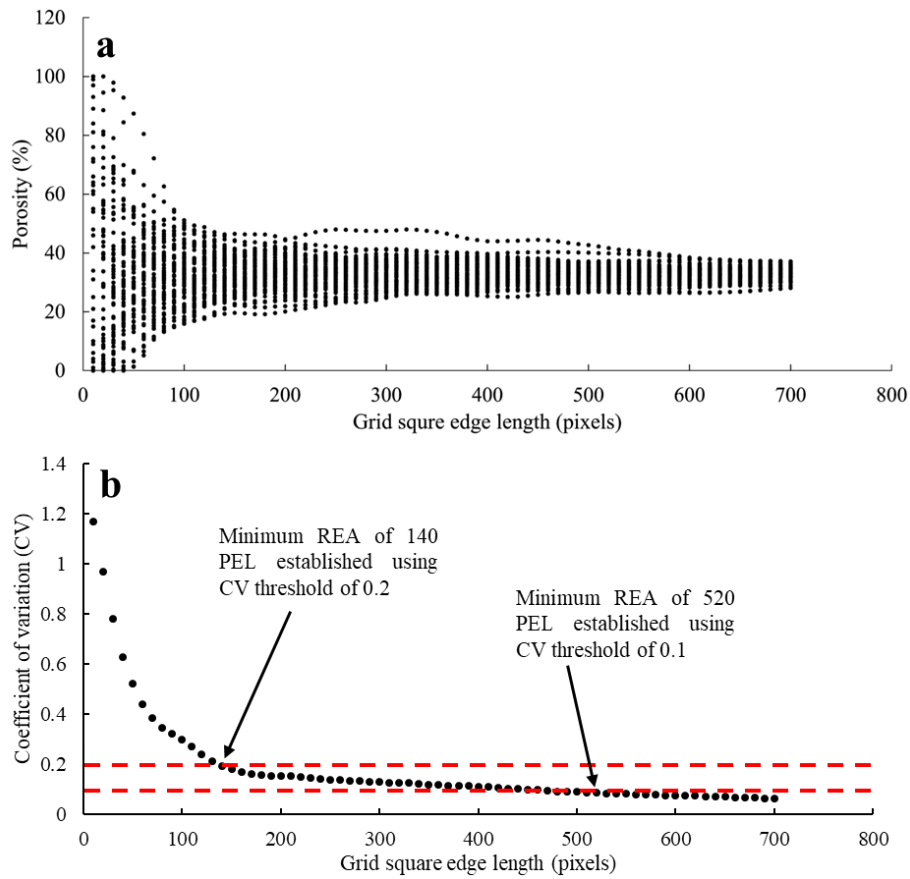 a
120
100
80
60
40
20
0
Porosity (%)
0 100 200 300 400 500 600 700 800
Grid squre edge length (pixels)
b
1.4
1.2
1
0.8
0.6
0.4
0.2
0
Coefficient of variation (CV)
Minimum REA of 140
PEL established using
CV threshold of 0.2
Minimum REA of 520
PEL established using
CV threshold of 0.1
0 100 200 300 400 500 600 700 800
Grid square edge length (pixels)